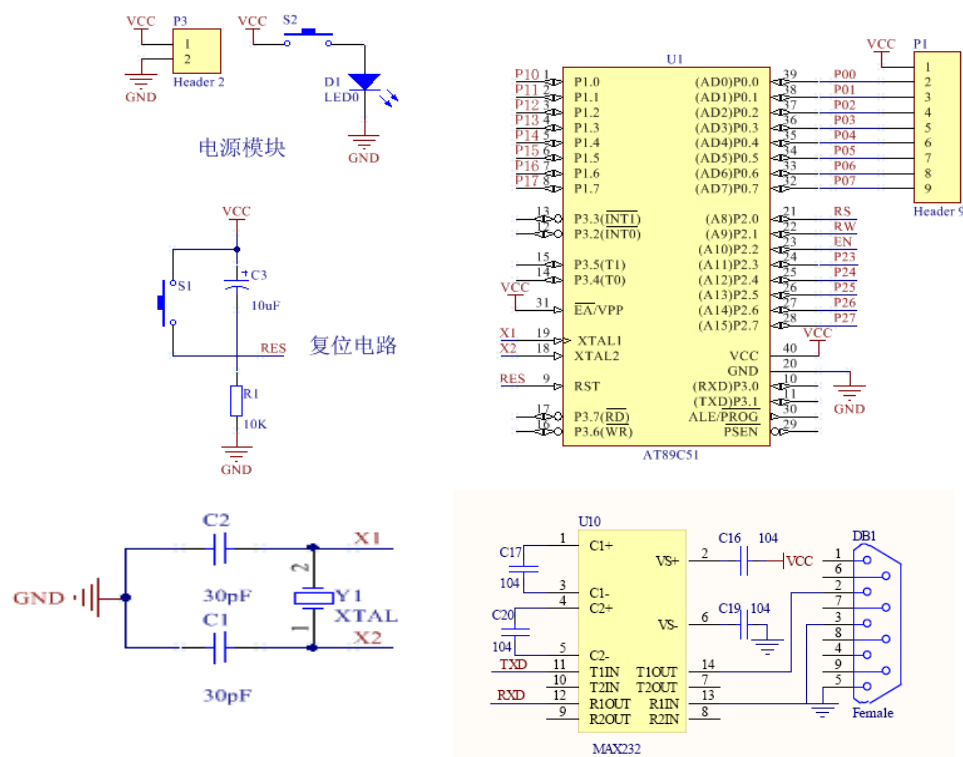 VCC P3 VCC S2
1
2
Header 2
GND
D1
LED0
GND
电源模块
VCC
S1 C3
10uF
RES
复位电路
R1
10K
GND
U1
P10 1 P1.0 (AD0)P0.0 39 P00
P11 2 P1.1 (AD1)P0.1 38 P01
P12 3 P1.2 (AD2)P0.2 37 P02
P13 4 P1.3 (AD3)P0.3 36 P03
P14 5 P1.4 (AD4)P0.4 35 P04
P15 6 P1.5 (AD5)P0.5 34 P05
P16 7 P1.6 (AD6)P0.6 33 P06
P17 8 P1.7 (AD7)P0.7 32 P07
13 P3.3(INT1) (A8)P2.0 21 RS
12 P3.2(INT0) (A9)P2.1 22 RW
(A10)P2.2 23 EN
15 P3.5(T1) (A11)P2.3 24 P23
14 P3.4(T0) (A12)P2.4 25 P24
(A13)P2.5 26 P25
VCC 31 EA/VPP (A14)P2.6 27 P26
(A15)P2.7 28 P27
X1 19 XTAL1
X2 18 XTAL2 VCC 40 VCC
GND 20 GND
RES 9 RST (RXD)P3.0 10
(TXD)P3.1 11
17 P3.7(RD) ALE/PROG 30
16 P3.6(WR) PSEN 29
AT89C51
VCC P1
1
2
3
4
5
6
7
8
9
Header 9
C2
X1
30pF
GND
2
Y1
XTAL
1
C1
X2
30pF
U10
1 C1+
C17
104
3 C1-
4 C2+
C20
104
5 C2-
TXD 11 T1IN T1OUT 14
10 T2IN T2OUT 7
RXD 12 R1OUT R1IN 13
9 R2OUT R2IN 8
VS+ 2 C16 104 VCC
VS- 6 C19 104
MAX232
DB1
1
6
2
7
3
8
4
9
5
Female